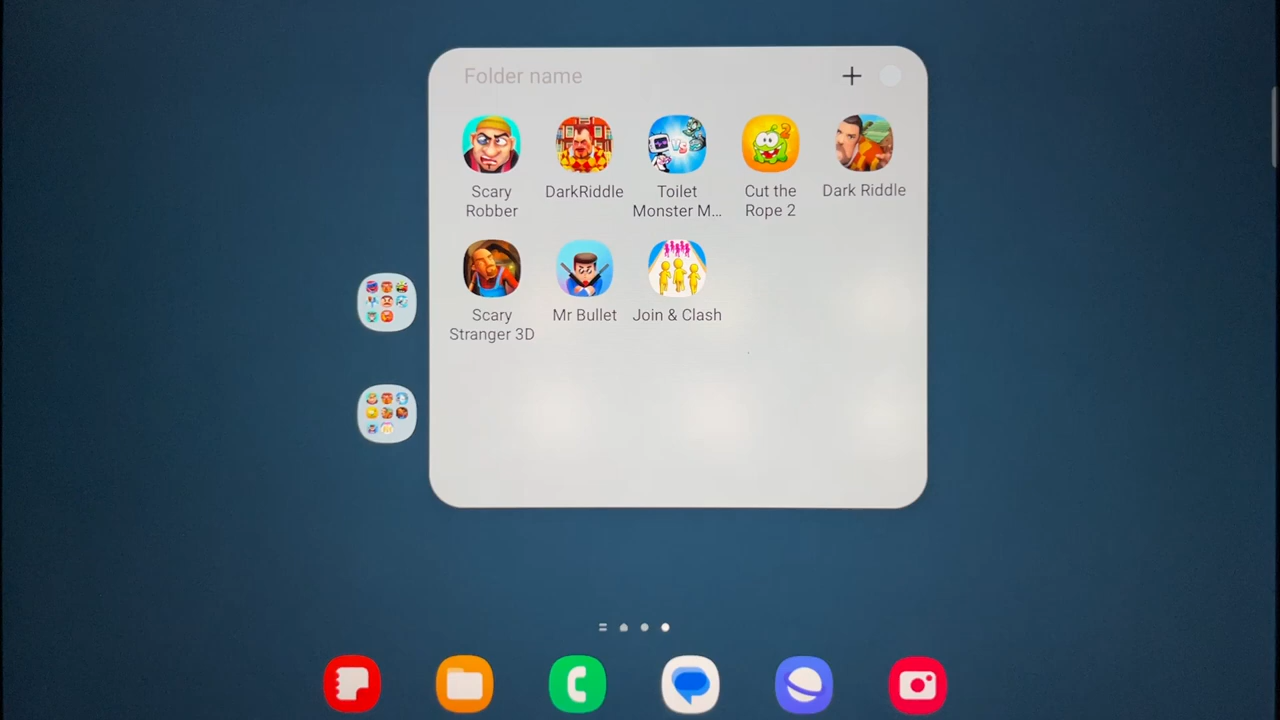 Folder name
Scary
Robber
DarkRiddle
Toilet
Monster M...
Cut the
Rope 2
Dark Riddle
Scary
Stranger 3D
Mr Bullet
Join & Clash